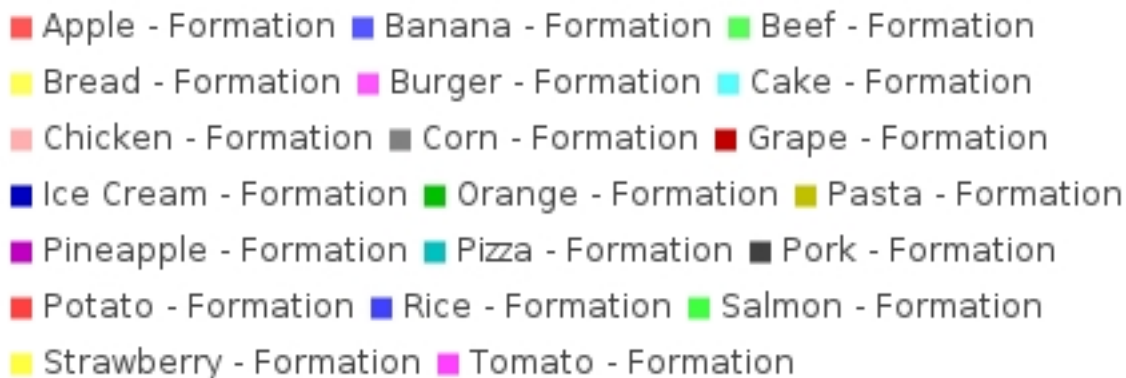 Apple - Formation Banana - Formation Beef - Formation
Bread - Formation Burger - Formation Cake - Formation
Chicken - Formation Corn - Formation Grape - Formation
Ice Cream - Formation Orange - Formation Pasta - Formation
Pineapple - Formation Pizza - Formation Pork - Formation
Potato - Formation Rice - Formation Salmon - Formation
Strawberry - Formation Tomato - Formation